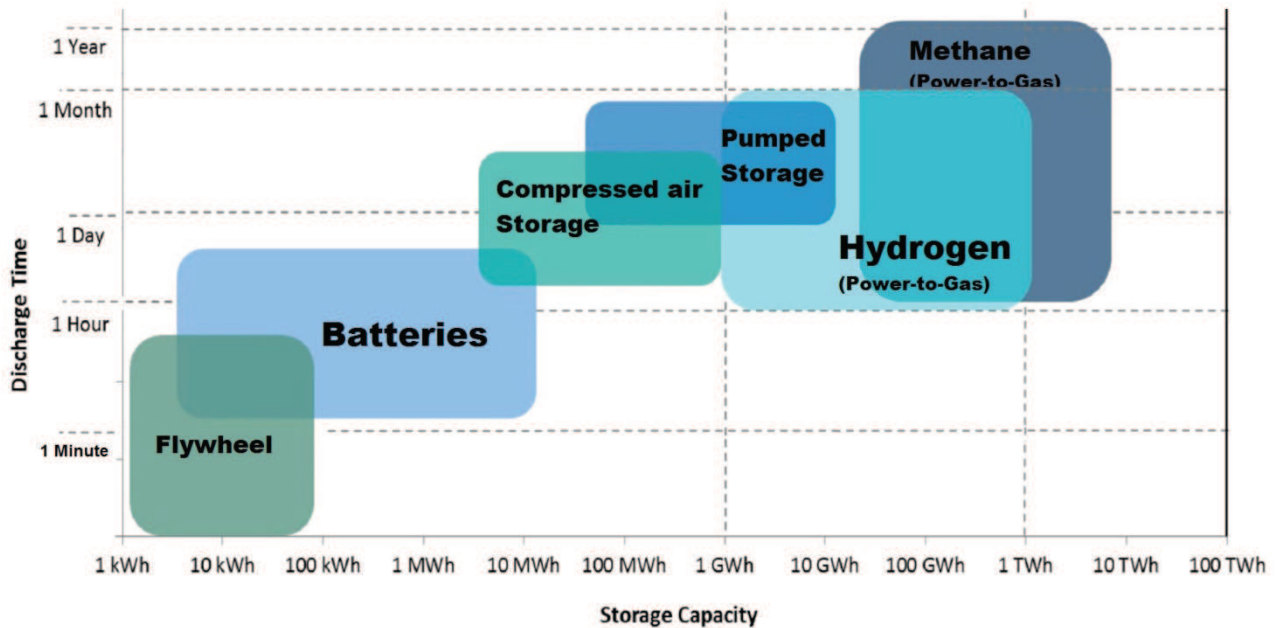 1 Year
Methane
(Power-to-Gas)
1 Month
Pumped
Storage
Compressed air
Storage
1 Day
Hydrogen
(Power-to-Gas)
1 Hour
Batteries
Discharge Time
1 Minute
Flywheel
1 kWh 10 kWh 100 kWh 1 MWh 10 MWh 100 MWh 1 GWh 10 GWh 100 GWh 1 TWh 10 TWh 100 TWh
Storage Capacity